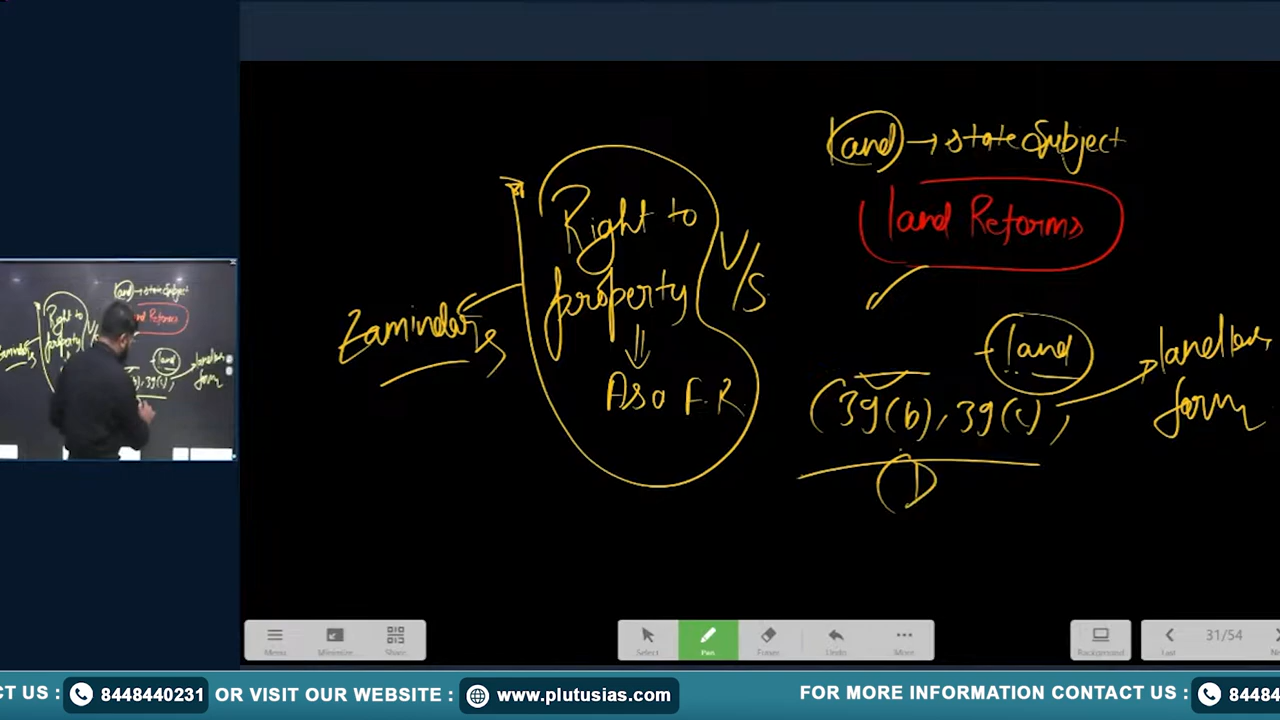 land → state Subject
land Reforms
Right to
property
V/S
Zamindars
As a F.R
land
(39(b), 39(c),
landless
farm
Menu
Minimize...
Share
Select
Pen
Eraser
Undo
More
Background
Last
31/54
CT US : 8448440231 OR VISIT OUR WEBSITE : www.plutusias.com FOR MORE INFORMATION CONTACT US : 8448